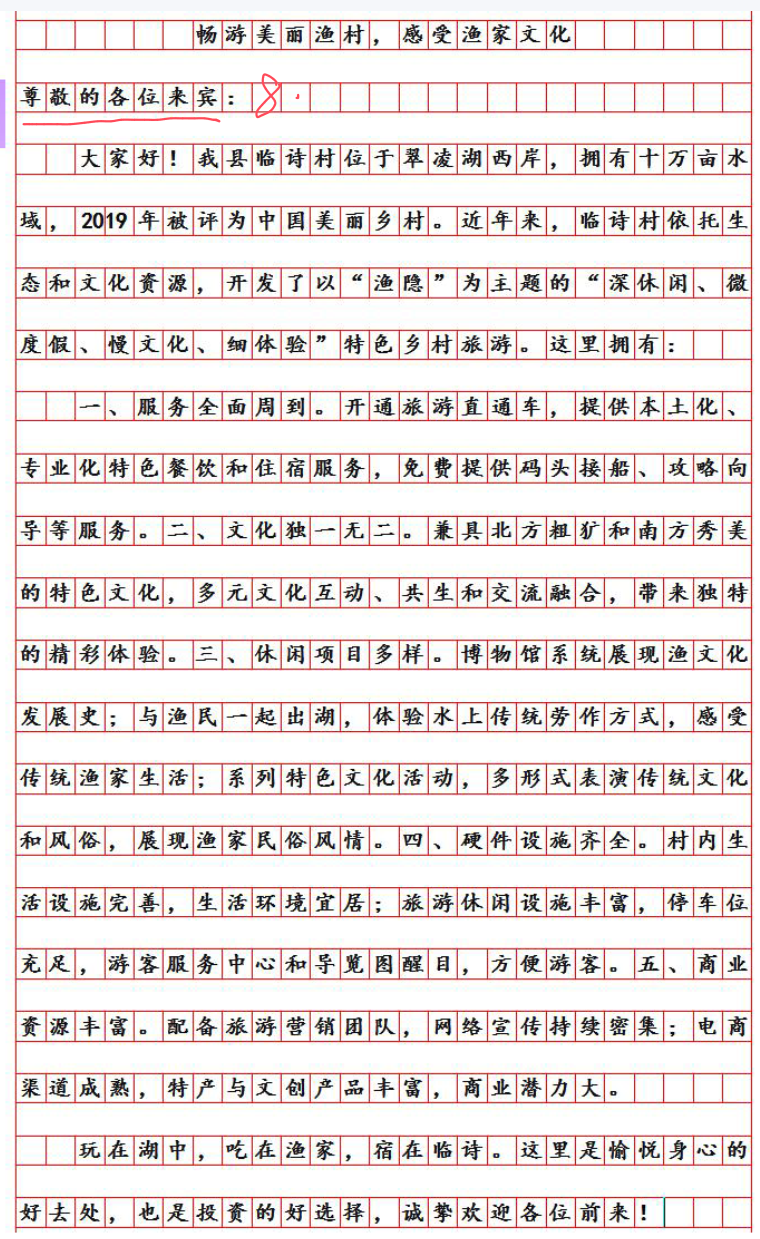 畅游美丽渔村，感受渔家文化
尊敬的各位来宾：8.
大家好！我县临诗村位于翠凌湖西岸，拥有十万亩水
域，2019年被评为中国美丽乡村。近年来，临诗村依托生
态和文化资源，开发了以“渔隐”为主题的“深休闲、微
度假、慢文化、细体验”特色乡村旅游。这里拥有：
一、服务全面周到。开通旅游直通车，提供本土化、
专业化特色餐饮和住宿服务，免费提供码头接船、攻略向
导等服务。二、文化独一无二。兼具北方粗犷和南方秀美
的特色文化，多元文化互动、共生和交流融合，带来独特
的精彩体验。三、休闲项目多样。博物馆系统展现渔文化
发展史；与渔民一起出湖，体验水上传统劳作方式，感受
传统渔家生活；系列特色文化活动，多形式表演传统文化
和风俗，展现渔家民俗风情。四、硬件设施齐全。村内生
活设施完善，生活环境宜居；旅游休闲设施丰富，停车位
充足，游客服务中心和导览图醒目，方便游客。五、商业
资源丰富。配备旅游营销团队，网络宣传持续密集；电商
渠道成熟，特产与文创产品丰富，商业潜力大。
玩在湖中，吃在渔家，宿在临诗。这里是愉悦身心的
好去处，也是投资的好选择，诚挚欢迎各位前来！